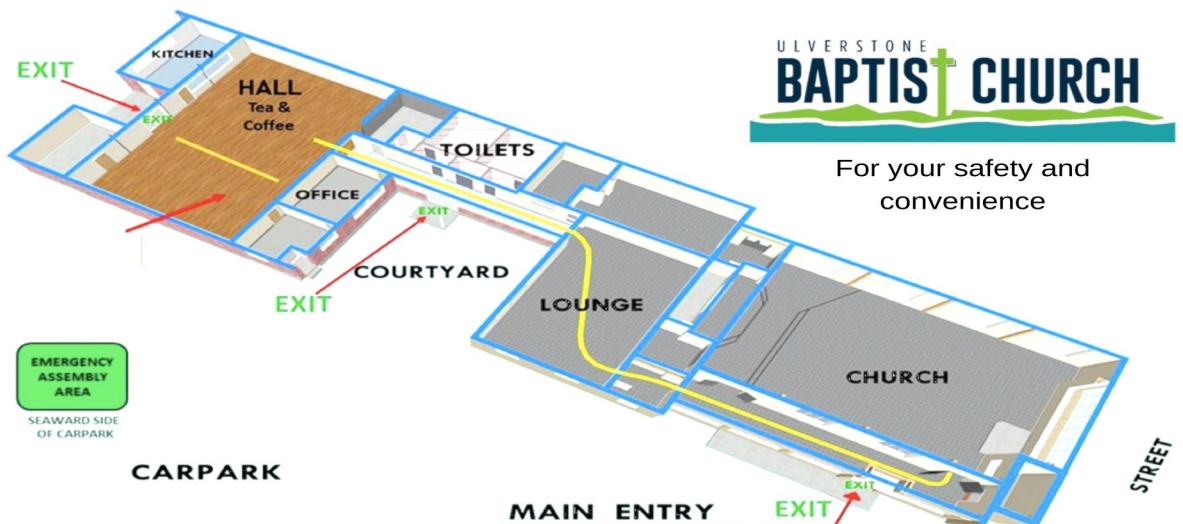 ULVERSTONE
BAPTIST CHURCH
For your safety and
convenience
KITCHEN
EXIT
EXIT
HALL
Tea &
Coffee
TOILETS
OFFICE
EXIT
COURTYARD
EXIT
LOUNGE
CHURCH
EMERGENCY
ASSEMBLY
AREA
SEAWARD SIDE
OF CARPARK
CARPARK
STREET
EXIT
EXIT
MAIN ENTRY